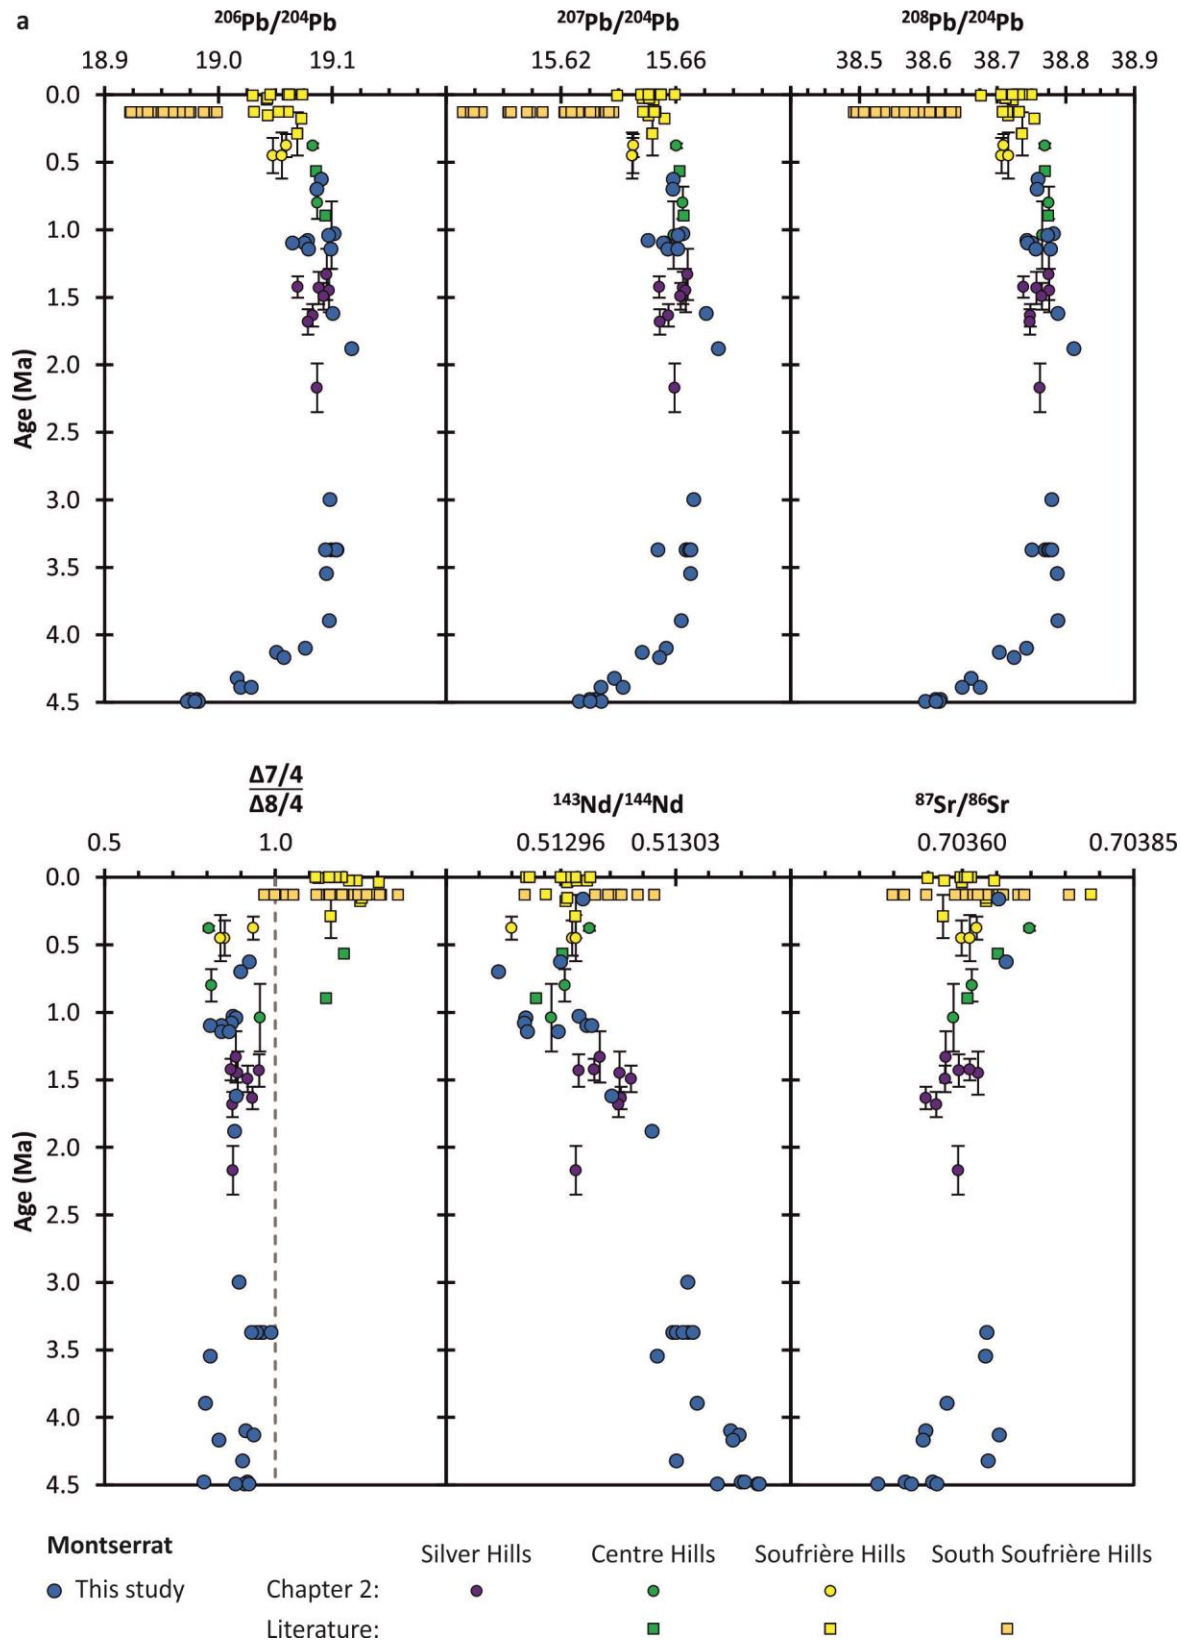 a
²⁰⁶Pb/²⁰⁴Pb ²⁰⁷Pb/²⁰⁴Pb ²⁰⁸Pb/²⁰⁴Pb
18.9 19.0 19.1 15.62 15.66 38.5 38.6 38.7 38.8 38.9
0.0
0.5
1.0
1.5
2.0
2.5
3.0
3.5
4.0
4.5
Age (Ma)
Δ7/4
Δ8/4
¹⁴³Nd/¹⁴⁴Nd ⁸⁷Sr/⁸⁶Sr
0.5 1.0 0.51296 0.51303 0.70360 0.70385
0.0
0.5
1.0
1.5
2.0
2.5
3.0
3.5
4.0
4.5
Age (Ma)
Montserrat
Silver Hills Centre Hills Soufrière Hills South Soufrière Hills
This study Chapter 2:
Literature: